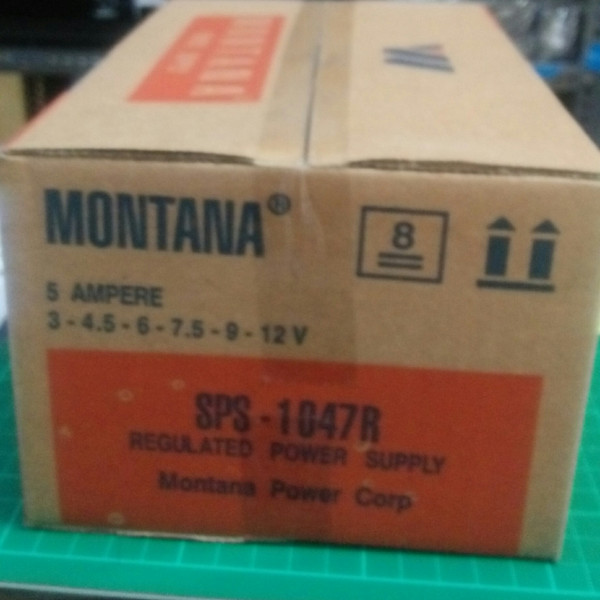 MONTANA
MONTANA®
8
5 AMPERE
3 - 4.5 - 6 - 7.5 - 9 - 12 V
SPS - 1047R
REGULATED POWER SUPPLY
Montana Power Corp